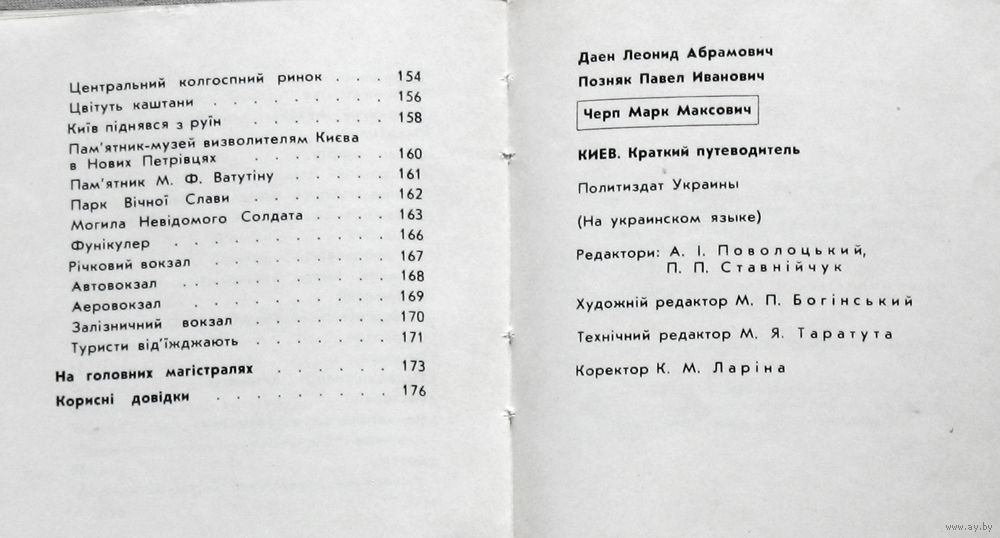 Центральний колгоспний ринок . . . 154
Цвітуть каштани . . . . . . . . 156
Київ піднявся з руїн . . . . . . 158
Пам'ятник-музей визволителям Києва
в Нових Петрівцях . . . . . . 160
Пам'ятник М. Ф. Ватутіну . . . . . 161
Парк Вічної Слави . . . . . . . 162
Могила Невідомого Солдата . . . . 163
Фунікулер . . . . . . . . . 166
Річковий вокзал . . . . . . . . 167
Автовокзал . . . . . . . . . 168
Аеровокзал . . . . . . . . . 169
Залізничний вокзал . . . . . . . 170
Туристи від'їжджають . . . . . . 171
На головних магістралях . . . . . . 173
Корисні довідки . . . . . . . . . 176
Даен Леонид Абрамович
Позняк Павел Иванович
Черп Марк Максович
КИЕВ. Краткий путеводитель
Политиздат Украины
(На украинском языке)
Редактори: А. І. Поволоцький,
П. П. Ставнійчук
Художній редактор М. П. Богінський
Технічний редактор М. Я. Таратута
Коректор К. М. Ларіна
www.ay.by